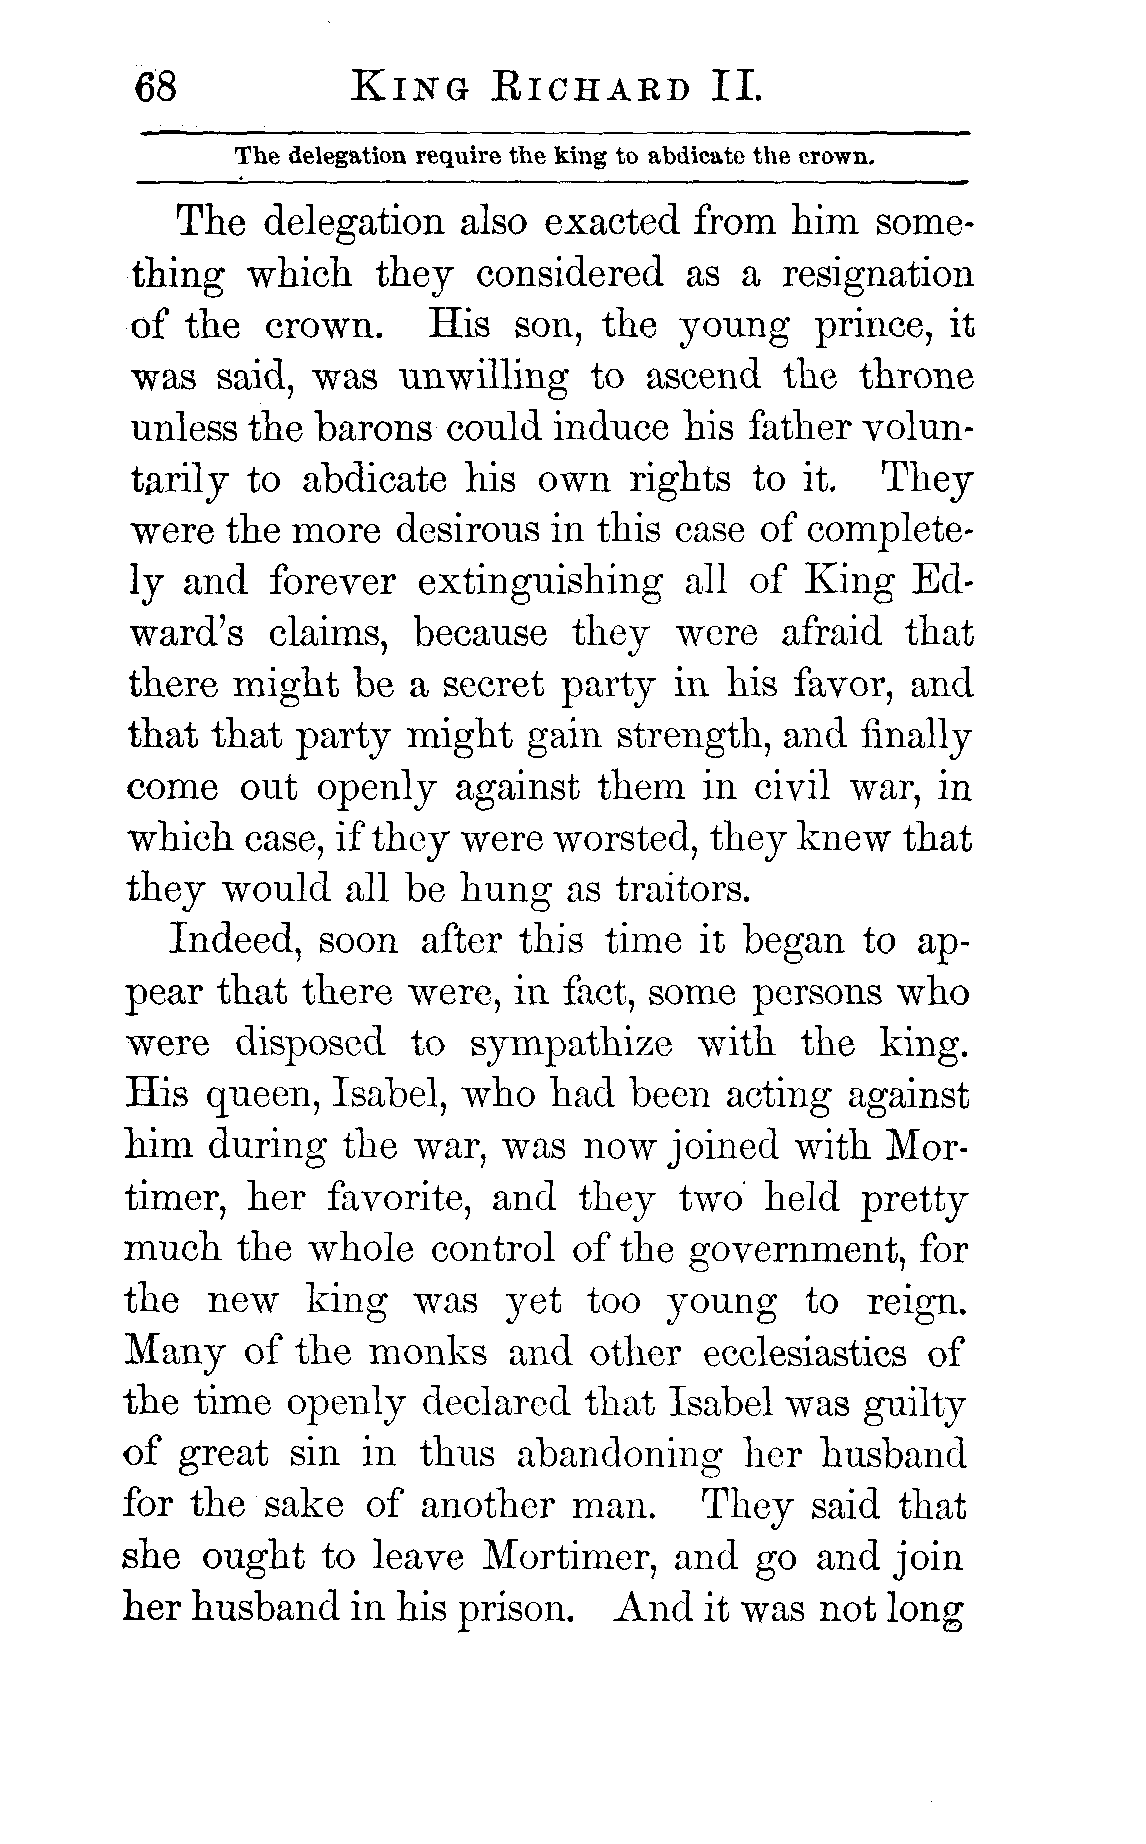 68 KING RICHARD II.
The delegation require the king to abdicate the crown.
The delegation also exacted from him some-
thing which they considered as a resignation
of the crown. His son, the young prince, it
was said, was unwilling to ascend the throne
unless the barons could induce his father volun-
tarily to abdicate his own rights to it. They
were the more desirous in this case of complete-
ly and forever extinguishing all of King Ed-
ward's claims, because they were afraid that
there might be a secret party in his favor, and
that that party might gain strength, and finally
come out openly against them in civil war, in
which case, if they were worsted, they knew that
they would all be hung as traitors.
Indeed, soon after this time it began to ap-
pear that there were, in fact, some persons who
were disposed to sympathize with the king.
His queen, Isabel, who had been acting against
him during the war, was now joined with Mor-
timer, her favorite, and they two held pretty
much the whole control of the government, for
the new king was yet too young to reign.
Many of the monks and other ecclesiastics of
the time openly declared that Isabel was guilty
of great sin in thus abandoning her husband
for the sake of another man. They said that
she ought to leave Mortimer, and go and join
her husband in his prison. And it was not long